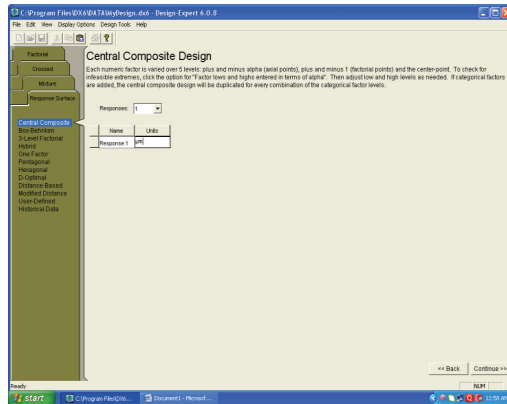 C:\Program Files\DX6\DATA\MyDesign.dx6 - Design-Expert 6.0.8
File Edit View Display Options Design Tools Help
Factorial
Crossed
Mixture
Response Surface
Central Composite
Box-Behnken
3-Level Factorial
Hybrid
One Factor
Pentagonal
Hexagonal
D-Optimal
Distance-Based
Modified Distance
User-Defined
Historical Data
Central Composite Design
Each numeric factor is varied over 5 levels: plus and minus alpha (axial points), plus and minus 1 (factorial points) and the center-point. To check for
infeasible extremes, click the option for "Factor lows and highs entered in terms of alpha". Then adjust low and high levels as needed. If categorical factors
are added, the central composite design will be duplicated for every combination of the categorical factor levels.
Responses: 1
Name Units
Response 1 µm
<< Back Continue >>
Ready NUM
start C:\Program Files\DX6... Document1 - Microsof... 12:58 AM